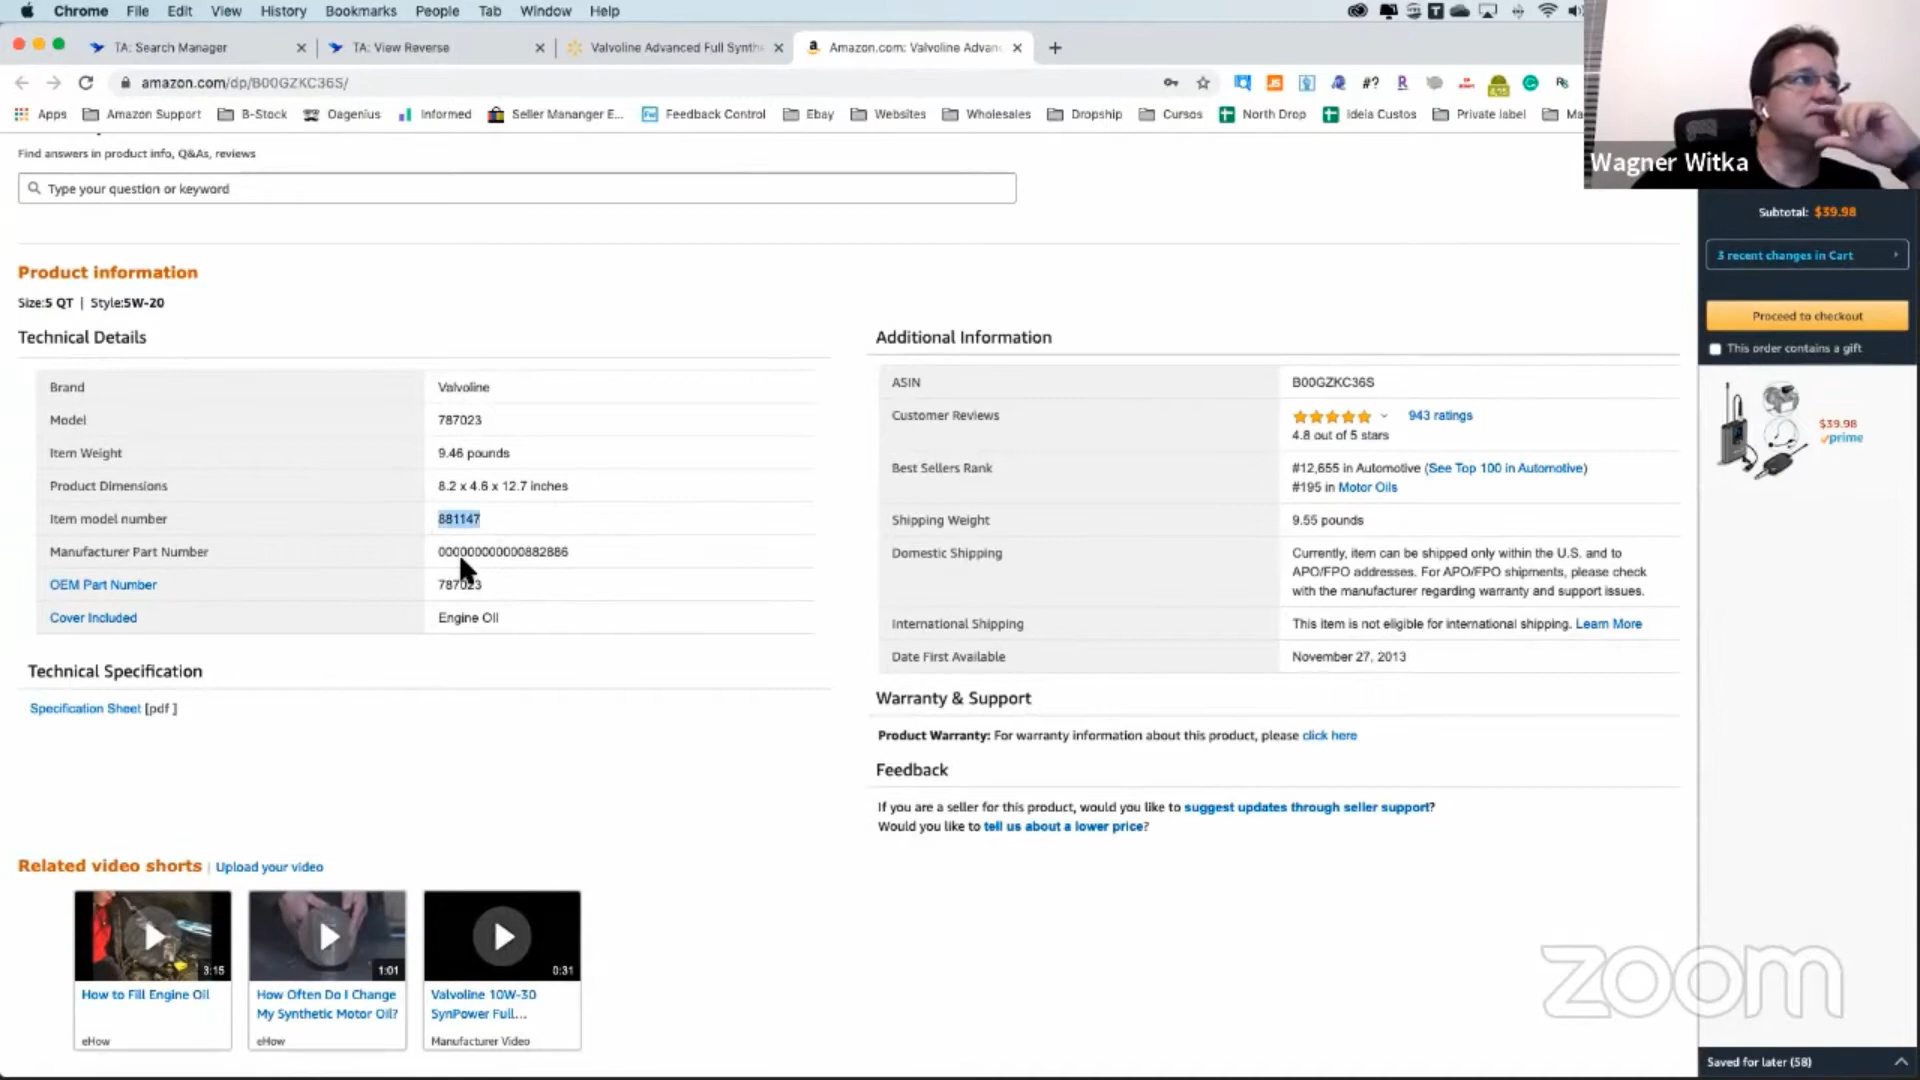 Chrome File Edit View History Bookmarks People Tab Window Help
TA: Search Manager
TA: View Reverse
Valvoline Advanced Full Synthe
Amazon.com: Valvoline Advan
amazon.com/dp/B00GZKC36S/
Apps Amazon Support B-Stock Oagenius Informed Seller Mananger E... Feedback Control Ebay Websites Wholesales Dropship Cursos North Drop Ideia Custos Private label Ma
Wagner Witka
Find answers in product info, Q&As, reviews
Type your question or keyword
Product information
Size:5 QT | Style:5W-20
Technical Details
Brand Valvoline
Model 787023
Item Weight 9.46 pounds
Product Dimensions 8.2 x 4.6 x 12.7 inches
Item model number 881147
Manufacturer Part Number 000000000000882886
OEM Part Number 787023
Cover Included Engine Oil
Technical Specification
Specification Sheet [pdf ]
Additional Information
ASIN B00GZKC36S
Customer Reviews 943 ratings
4.8 out of 5 stars
Best Sellers Rank #12,655 in Automotive (See Top 100 in Automotive)
#195 in Motor Oils
Shipping Weight 9.55 pounds
Domestic Shipping Currently, item can be shipped only within the U.S. and to
APO/FPO addresses. For APO/FPO shipments, please check
with the manufacturer regarding warranty and support issues.
International Shipping This item is not eligible for international shipping. Learn More
Date First Available November 27, 2013
Warranty & Support
Product Warranty: For warranty information about this product, please click here
Feedback
If you are a seller for this product, would you like to suggest updates through seller support?
Would you like to tell us about a lower price?
Related video shorts | Upload your video
3:15
How to Fill Engine Oil
eHow
1:01
How Often Do I Change
My Synthetic Motor Oil?
eHow
0:31
Valvoline 10W-30
SynPower Full...
Manufacturer Video
Subtotal: $39.98
3 recent changes in Cart
Proceed to checkout
This order contains a gift
$39.98
prime
zoom
Saved for later (58)